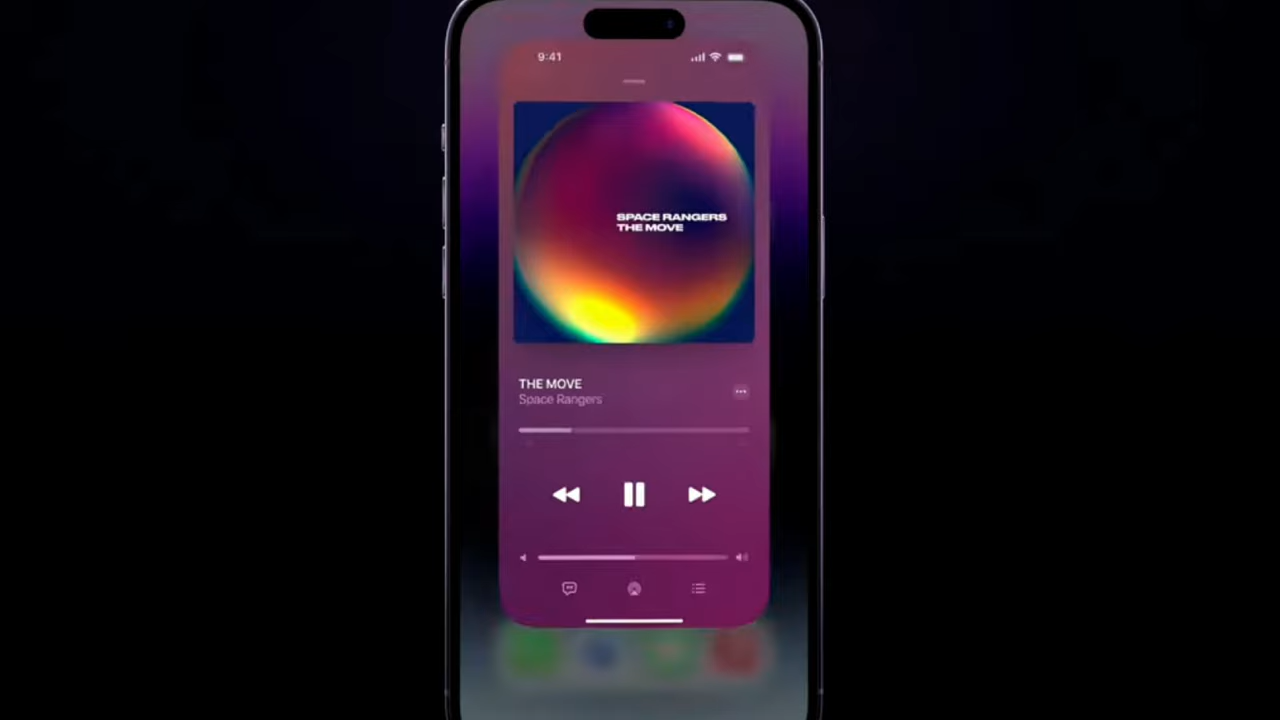 9:41
SPACE RANGERS
THE MOVE
THE MOVE
Space Rangers